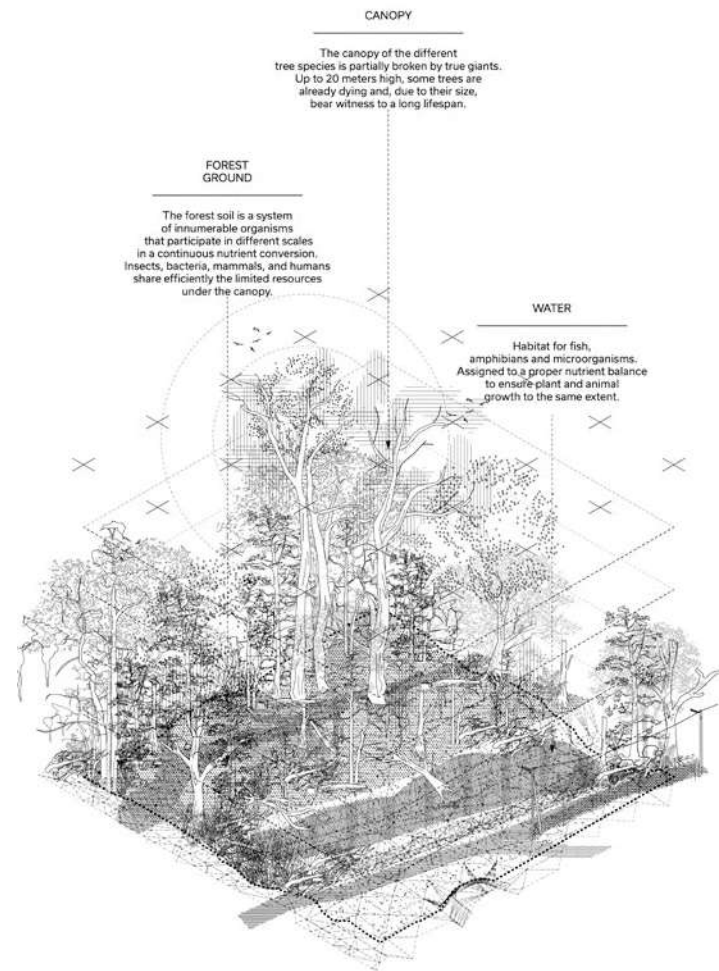 CANOPY
The canopy of the different
tree species is partially broken by true giants.
Up to 20 meters high, some trees are
already dying and, due to their size,
bear witness to a long lifespan.
FOREST
GROUND
The forest soil is a system
of innumerable organisms
that participate in different scales
in a continuous nutrient conversion.
Insects, bacteria, mammals, and humans
share efficiently the limited resources
under the canopy.
WATER
Habitat for fish,
amphibians and microorganisms.
Assigned to a proper nutrient balance
to ensure plant and animal
growth to the same extent.